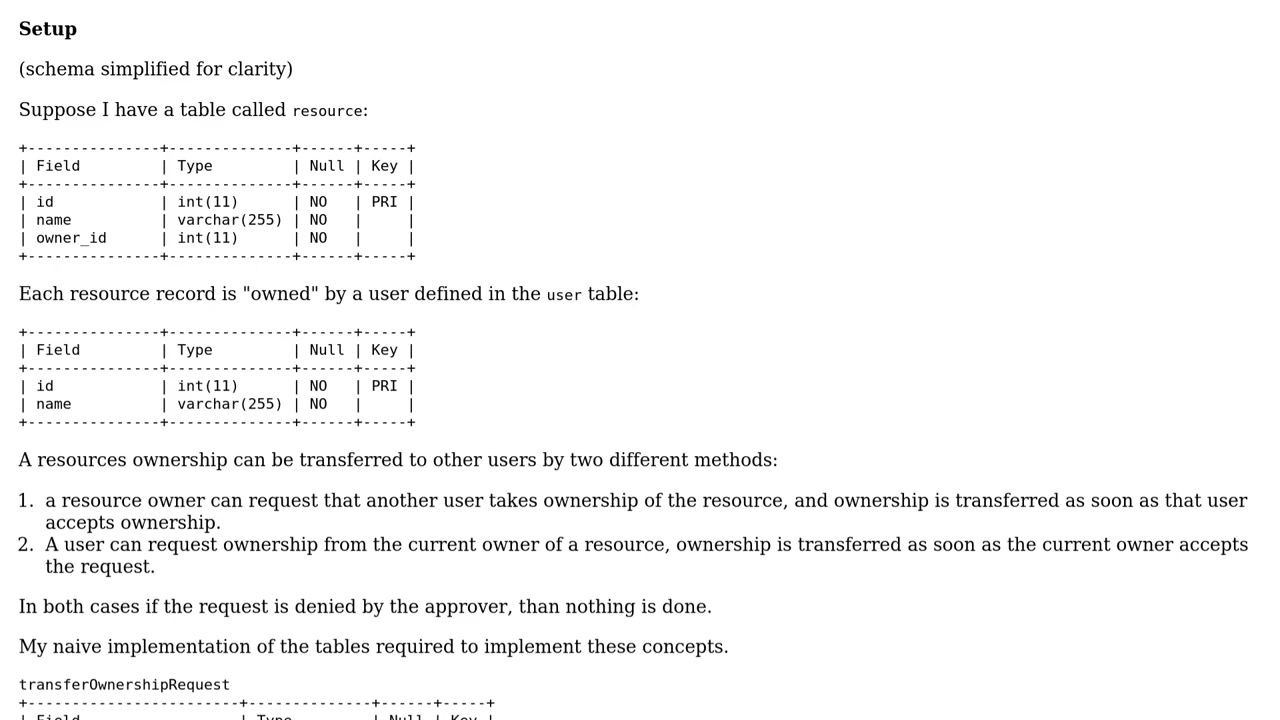 Setup
(schema simplified for clarity)
Suppose I have a table called resource:
+---------------+--------------+------+-----+
| Field         | Type         | Null | Key |
+---------------+--------------+------+-----+
| id            | int(11)      | NO   | PRI |
| name          | varchar(255) | NO   |     |
| owner_id      | int(11)      | NO   |     |
+---------------+--------------+------+-----+
Each resource record is "owned" by a user defined in the user table:
+---------------+--------------+------+-----+
| Field         | Type         | Null | Key |
+---------------+--------------+------+-----+
| id            | int(11)      | NO   | PRI |
| name          | varchar(255) | NO   |     |
+---------------+--------------+------+-----+
A resources ownership can be transferred to other users by two different methods:
1. a resource owner can request that another user takes ownership of the resource, and ownership is transferred as soon as that user
accepts ownership.
2. A user can request ownership from the current owner of a resource, ownership is transferred as soon as the current owner accepts
the request.
In both cases if the request is denied by the approver, than nothing is done.
My naive implementation of the tables required to implement these concepts.
transferOwnershipRequest
+------------------------+--------------+------+-----+
| Field                  | Type         | Null | Key |